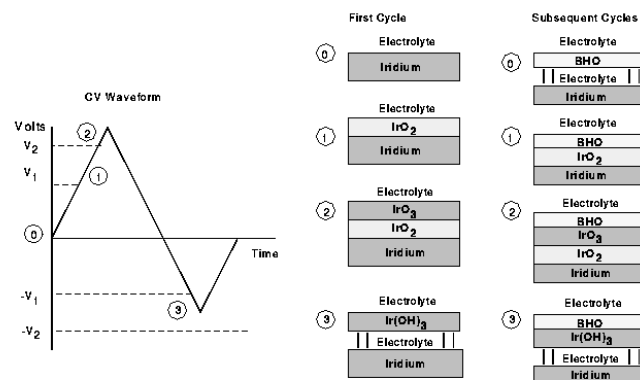 CV Waveform
Volts
V2
V1
0
-V1
-V2
1
2
3
Time
First Cycle
0
Electrolyte
Iridium
1
Electrolyte
IrO2
Iridium
2
Electrolyte
IrO3
IrO2
Iridium
3
Electrolyte
Ir(OH)3
Electrolyte
Iridium
Subsequent Cycles
0
Electrolyte
BHO
Electrolyte
Iridium
1
Electrolyte
BHO
IrO2
Iridium
2
Electrolyte
BHO
IrO3
IrO2
Iridium
3
Electrolyte
BHO
Ir(OH)3
Electrolyte
Iridium